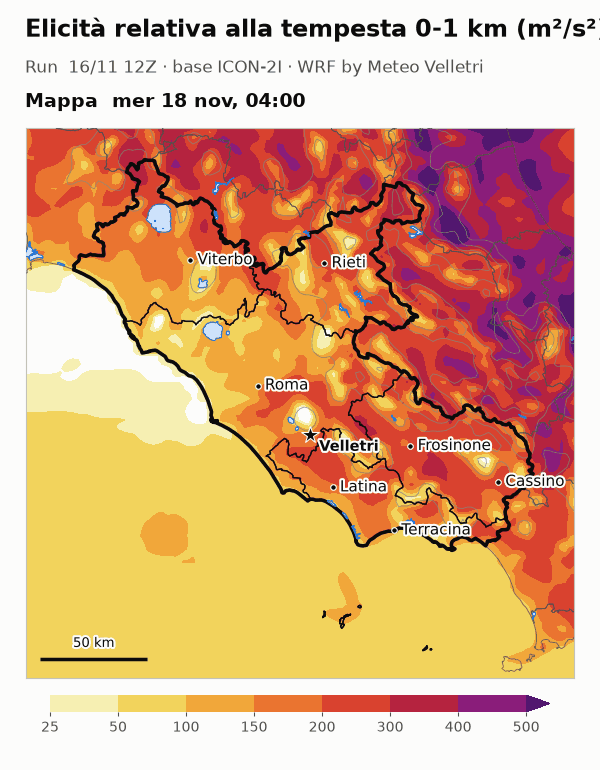 Elicità relativa alla tempesta 0-1 km (m²/s²)
Run 16/11 12Z · base ICON-2I · WRF by Meteo Velletri
Mappa mer 18 nov, 04:00
Viterbo
Rieti
Roma
Velletri
Frosinone
Latina
Cassino
Terracina
50 km
25 50 100 150 200 300 400 500